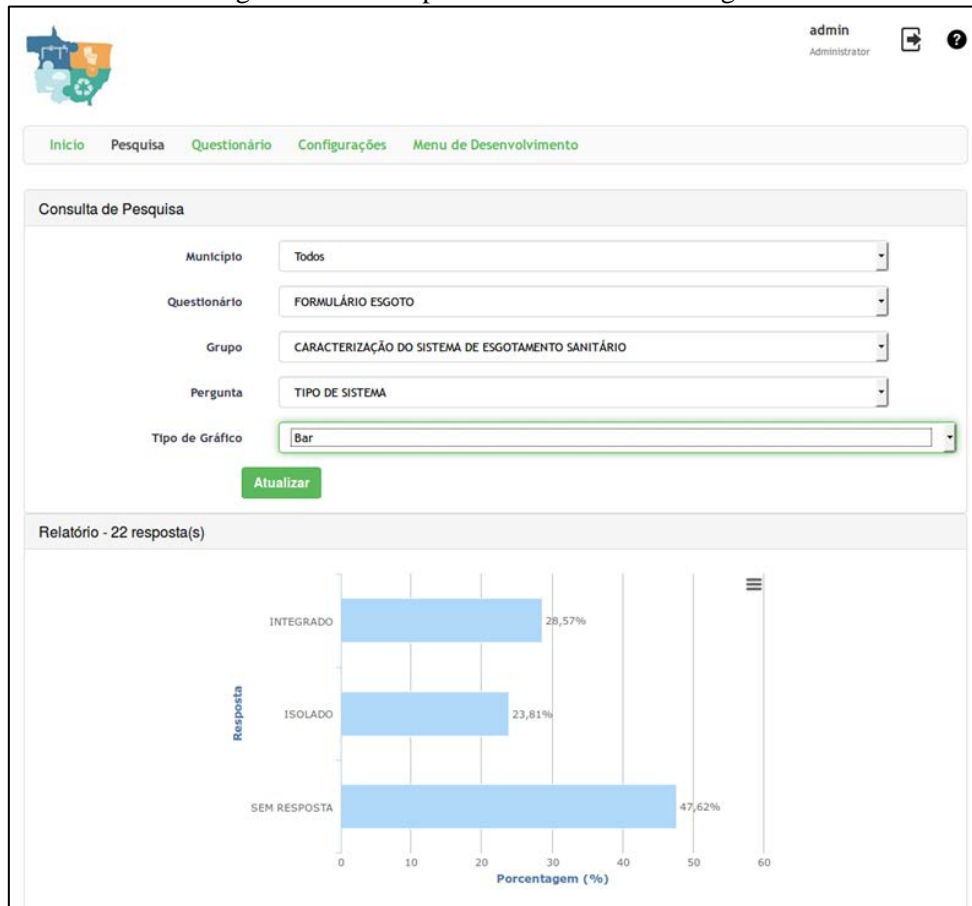 admin
Administrator
Inicio Pesquisa Questionário Configurações Menu de Desenvolvimento
Consulta de Pesquisa
Município Todos
Questionário FORMULÁRIO ESGOTO
Grupo CARACTERIZAÇÃO DO SISTEMA DE ESGOTAMENTO SANITÁRIO
Pergunta TIPO DE SISTEMA
Tipo de Gráfico Bar
Atualizar
Relatório - 22 resposta(s)
INTEGRADO 28,57%
Resposta
ISOLADO 23,81%
SEM RESPOSTA 47,62%
0 10 20 30 40 50 60
Porcentagem (%)